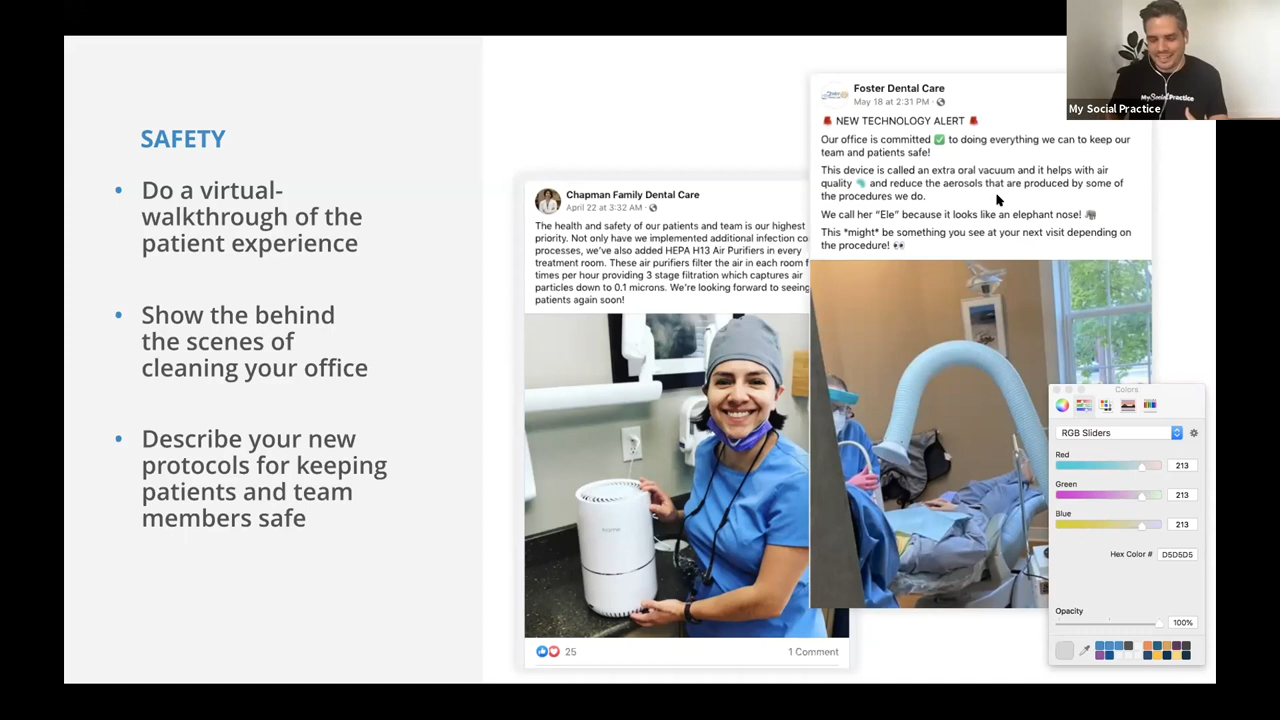 SAFETY
• Do a virtual-
walkthrough of the
patient experience
• Show the behind
the scenes of
cleaning your office
• Describe your new
protocols for keeping
patients and team
members safe
Chapman Family Dental Care
April 22 at 3:32 AM ·
The health and safety of our patients and team is our highest
priority. Not only have we implemented additional infection co
processes, we've also added HEPA H13 Air Purifiers in every
treatment room. These air purifiers filter the air in each room f
times per hour providing 3 stage filtration which captures air
particles down to 0.1 microns. We're looking forward to seeing
patients again soon!
25
1 Comment
Foster Dental Care
May 18 at 2:31 PM ·
🚨 NEW TECHNOLOGY ALERT 🚨
Our office is committed ✅ to doing everything we can to keep our
team and patients safe!
This device is called an extra oral vacuum and it helps with air
quality 🦠 and reduce the aerosols that are produced by some of
the procedures we do.
We call her “Ele” because it looks like an elephant nose! 🐘
This *might* be something you see at your next visit depending on
the procedure! 👀
My Social Practice
My Social Practice
Colors
RGB Sliders
Red
213
Green
213
Blue
213
Hex Color # D5D5D5
Opacity
100%